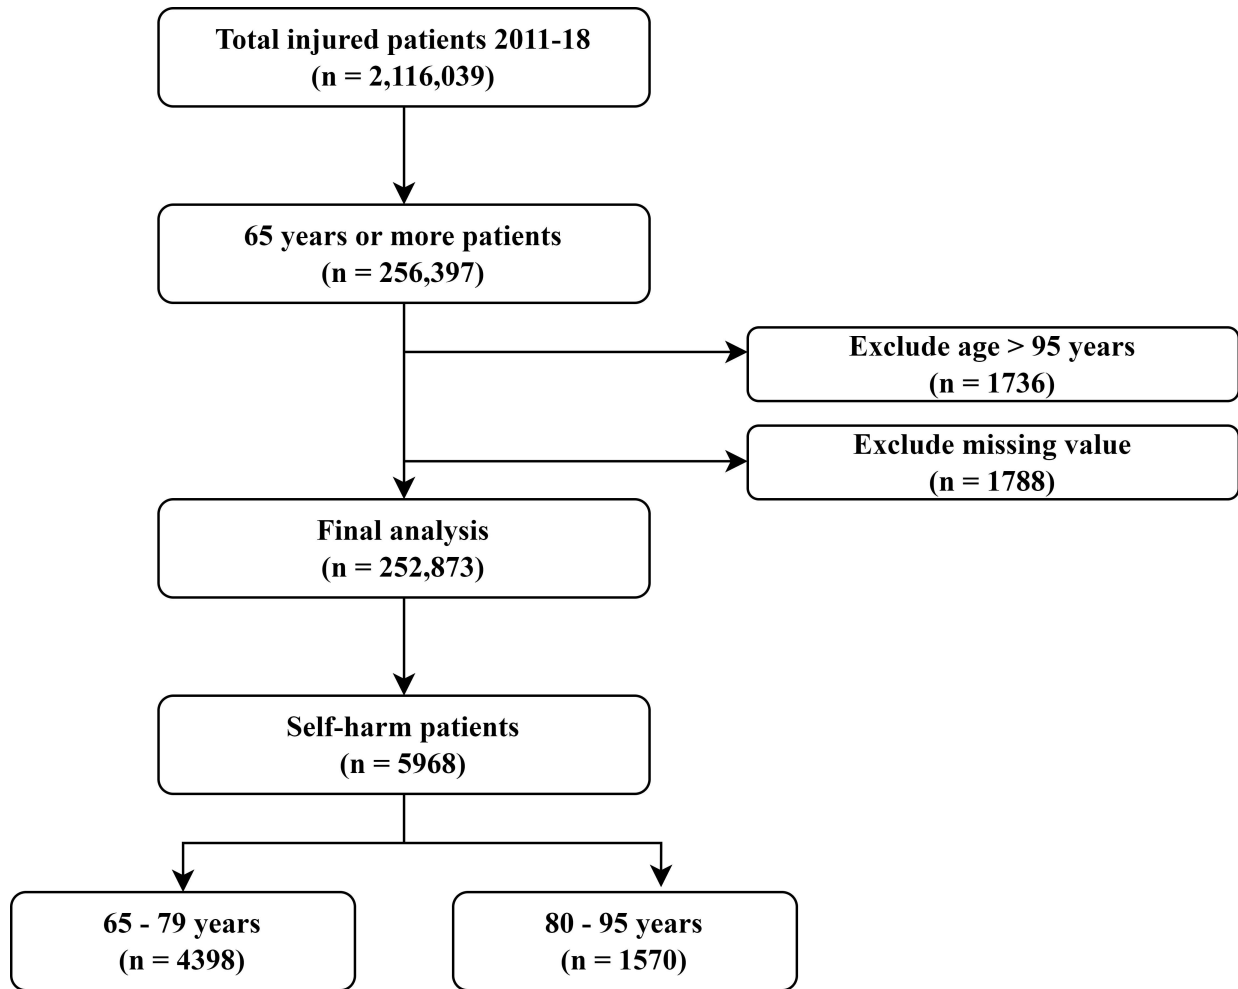 Total injured patients 2011-18
(n = 2,116,039)
65 years or more patients
(n = 256,397)
Exclude age > 95 years
(n = 1736)
Exclude missing value
(n = 1788)
Final analysis
(n = 252,873)
Self-harm patients
(n = 5968)
65 - 79 years
(n = 4398)
80 - 95 years
(n = 1570)